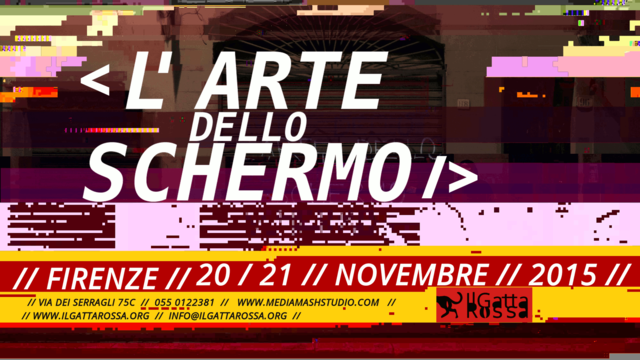 < L' ARTE
DELLO
SCHERMO />
// FIRENZE // 20 / 21 // NOVEMBRE // 2015 //
// VIA DEI SERRAGLI 75C // 055 0122381 // WWW.MEDIAMASHSTUDIO.COM //
// WWW.ILGATTAROSSA.ORG // INFO@ILGATTAROSSA.ORG //
IlGatta
Rossa